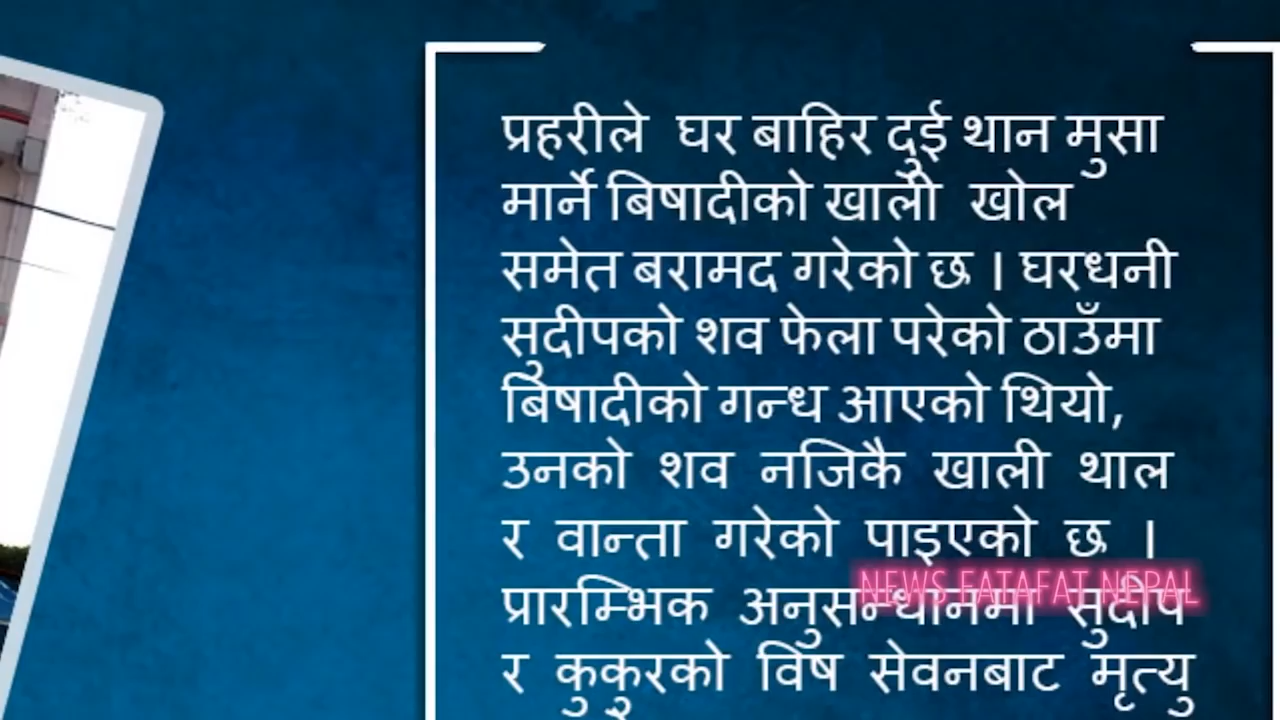 प्रहरीले घर बाहिर दुई थान मुसा
मार्ने बिषादीको खाली खोल
समेत बरामद गरेको छ । घरधनी
सुदीपको शव फेला परेको ठाउँमा
बिषादीको गन्ध आएको थियो,
उनको शव नजिकै खाली थाल
र वान्ता गरेको पाइएको छ ।
NEWS FATAFAT NEPAL
प्रारम्भिक अनुसन्धानमा सुदीप
र कुकुरको विष सेवनबाट मृत्यु